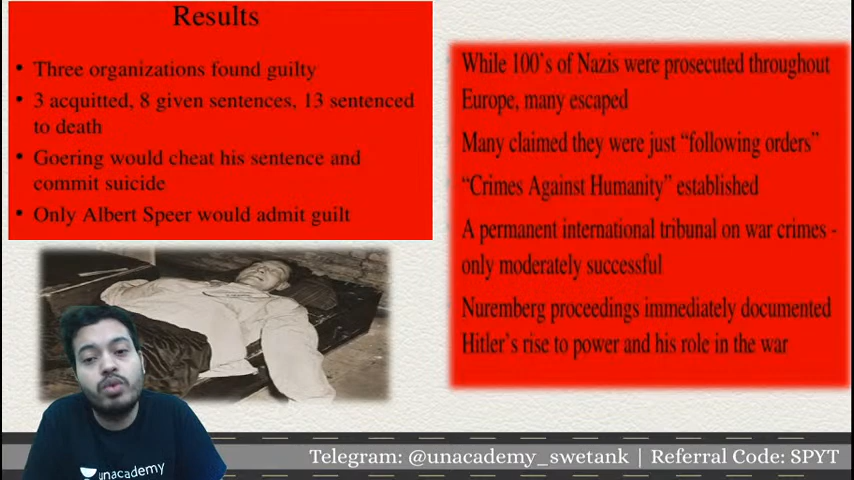 Results
• Three organizations found guilty
• 3 acquitted, 8 given sentences, 13 sentenced
to death
• Goering would cheat his sentence and
commit suicide
• Only Albert Speer would admit guilt
While 100's of Nazis were prosecuted throughout
Europe, many escaped
Many claimed they were just "following orders"
"Crimes Against Humanity" established
A permanent international tribunal on war crimes -
only moderately successful
Nuremberg proceedings immediately documented
Hitler's rise to power and his role in the war
unacademy
Telegram: @unacademy_swetank | Referral Code: SPYT